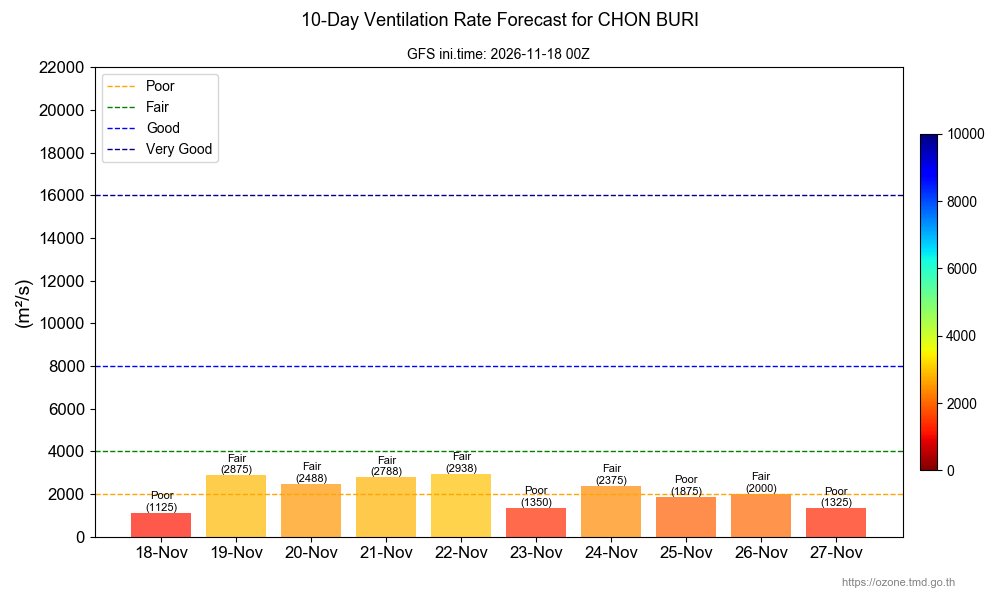 10-Day Ventilation Rate Forecast for CHON BURI
GFS ini.time: 2026-11-18 00Z
22000
20000
18000
16000
14000
12000
10000
8000
6000
4000
2000
0
(m²/s)
Poor
Fair
Good
Very Good
Poor
(1125)
Fair
(2875)
Fair
(2488)
Fair
(2788)
Fair
(2938)
Poor
(1350)
Fair
(2375)
Poor
(1875)
Fair
(2000)
Poor
(1325)
18-Nov 19-Nov 20-Nov 21-Nov 22-Nov 23-Nov 24-Nov 25-Nov 26-Nov 27-Nov
10000
8000
6000
4000
2000
0
https://ozone.tmd.go.th